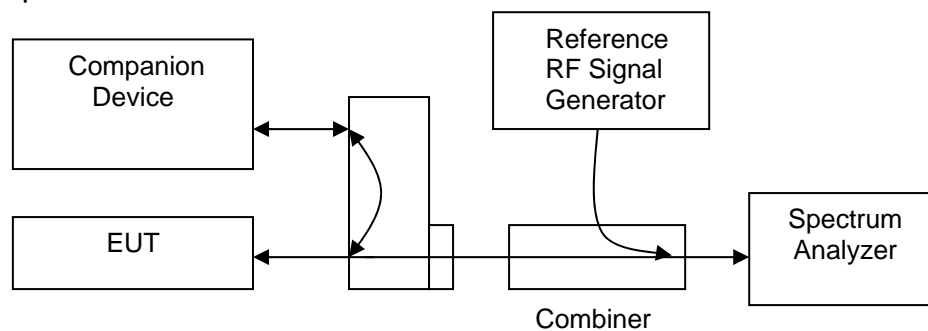 Companion
Device
Reference
RF Signal
Generator
EUT
Spectrum
Analyzer
Combiner